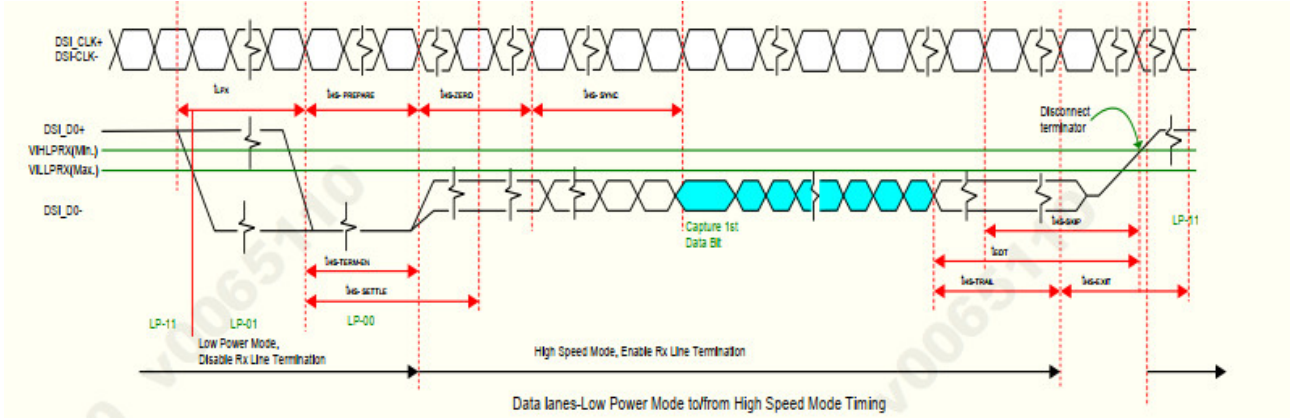 DSI_CLK+
DSI-CLK-
tLPX
tHS- PREPARE
tHS-ZERO
tHS- SYNC
DSI_D0+
VIHLPRX(Min.)
VILLPRX(Max.)
DSI_D0-
Disconnect
terminator
Capture 1st
Data Bit
LP-11
tHS-SKIP
tEOT
tHS-TERM-EN
tHS- SETTLE
tHS-TRAIL
tHS-EXIT
LP-11
LP-01
LP-00
Low Power Mode,
Disable Rx Line Termination
High Speed Mode, Enable Rx Line Termination
Data lanes-Low Power Mode to/from High Speed Mode Timing
v0065110
v0065110